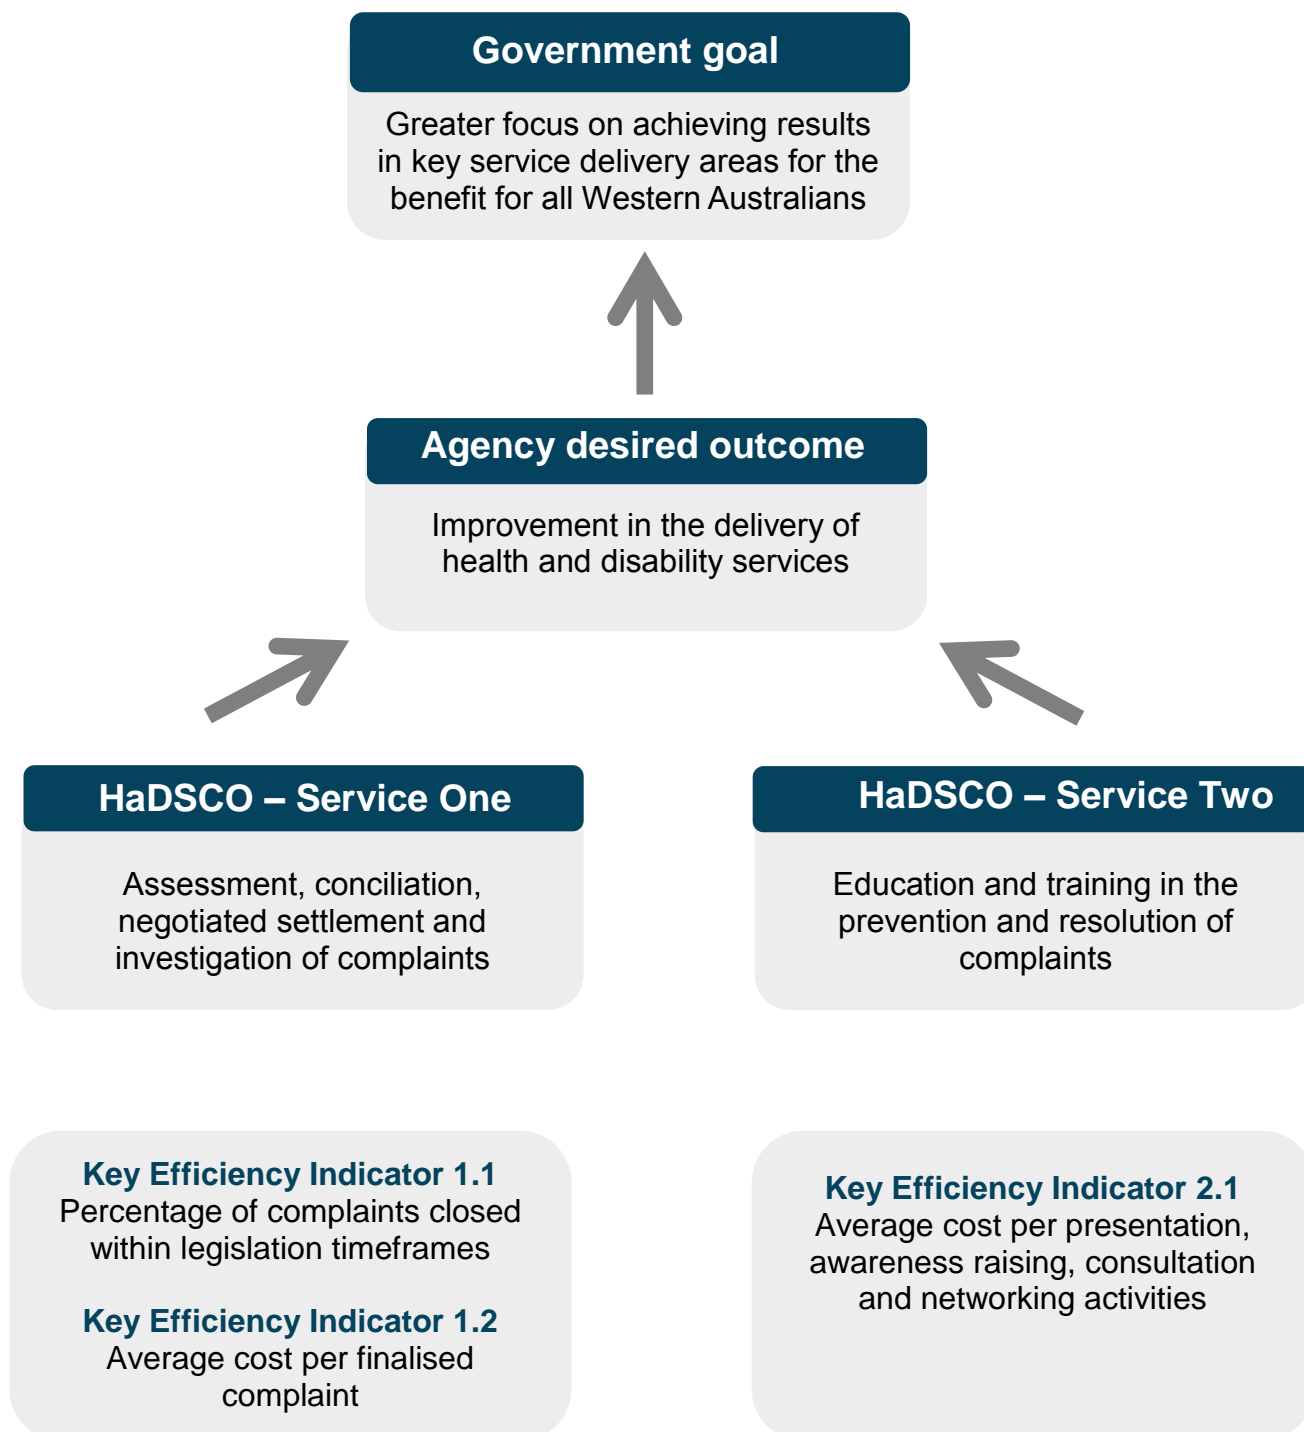 Government goal
Greater focus on achieving results
in key service delivery areas for the
benefit for all Western Australians
Agency desired outcome
Improvement in the delivery of
health and disability services
HaDSCO – Service One
Assessment, conciliation,
negotiated settlement and
investigation of complaints
HaDSCO – Service Two
Education and training in the
prevention and resolution of
complaints
Key Efficiency Indicator 1.1
Percentage of complaints closed
within legislation timeframes
Key Efficiency Indicator 1.2
Average cost per finalised
complaint
Key Efficiency Indicator 2.1
Average cost per presentation,
awareness raising, consultation
and networking activities